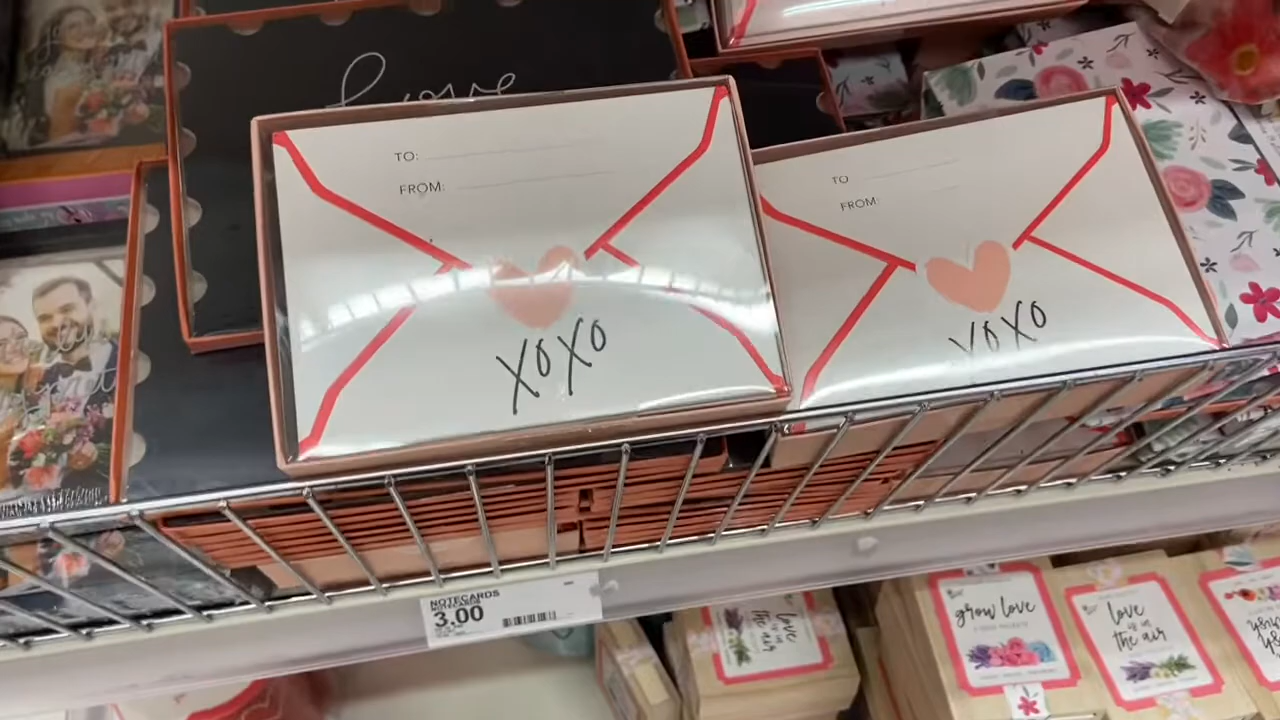 love
TO:
FROM:
XOXO
TO
FROM:
XOXO
NOTECARDS
NOTECARDS
3.00
love
is in
the air
grow love
love
is in
the air